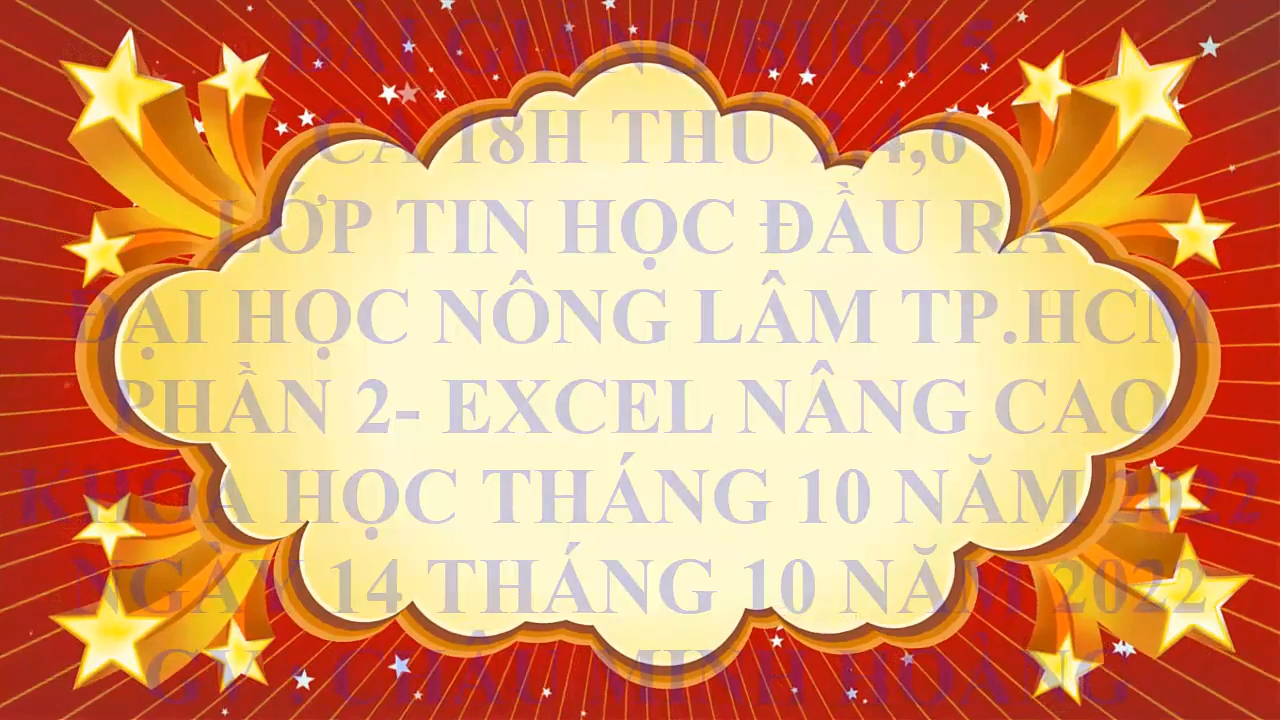 BÀI GIẢNG BUỔI 5
CA 18H THỨ 2,4,6
LỚP TIN HỌC ĐẦU RA
ĐẠI HỌC NÔNG LÂM TP.HCM
PHẦN 2- EXCEL NÂNG CAO
KHOA HỌC THÁNG 10 NĂM 2022
NGÀY 14 THÁNG 10 NĂM 2022
GV : CHÂU MINH HOÀNG